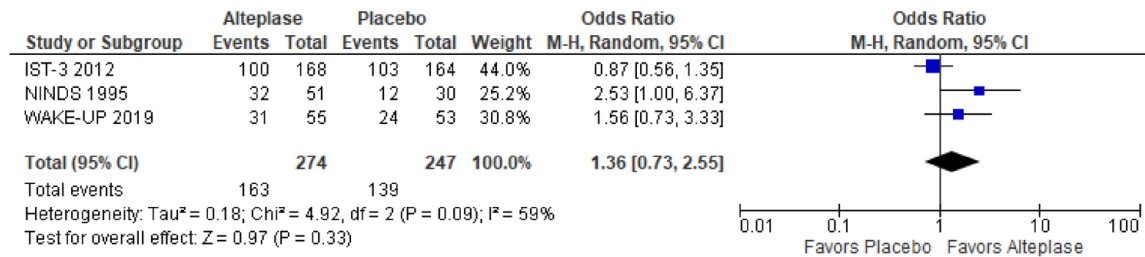 Alteplase Placebo Odds Ratio Odds Ratio
Study or Subgroup Events Total Events Total Weight M-H, Random, 95% CI M-H, Random, 95% CI
IST-3 2012 100 168 103 164 44.0% 0.87 [0.56, 1.35]
NINDS 1995 32 51 12 30 25.2% 2.53 [1.00, 6.37]
WAKE-UP 2019 31 55 24 53 30.8% 1.56 [0.73, 3.33]
Total (95% CI) 274 247 100.0% 1.36 [0.73, 2.55]
Total events 163 139
Heterogeneity: Tau² = 0.18; Chi² = 4.92, df = 2 (P = 0.09); I² = 59%
Test for overall effect: Z = 0.97 (P = 0.33)
0.01 0.1 1 10 100
Favors Placebo Favors Alteplase